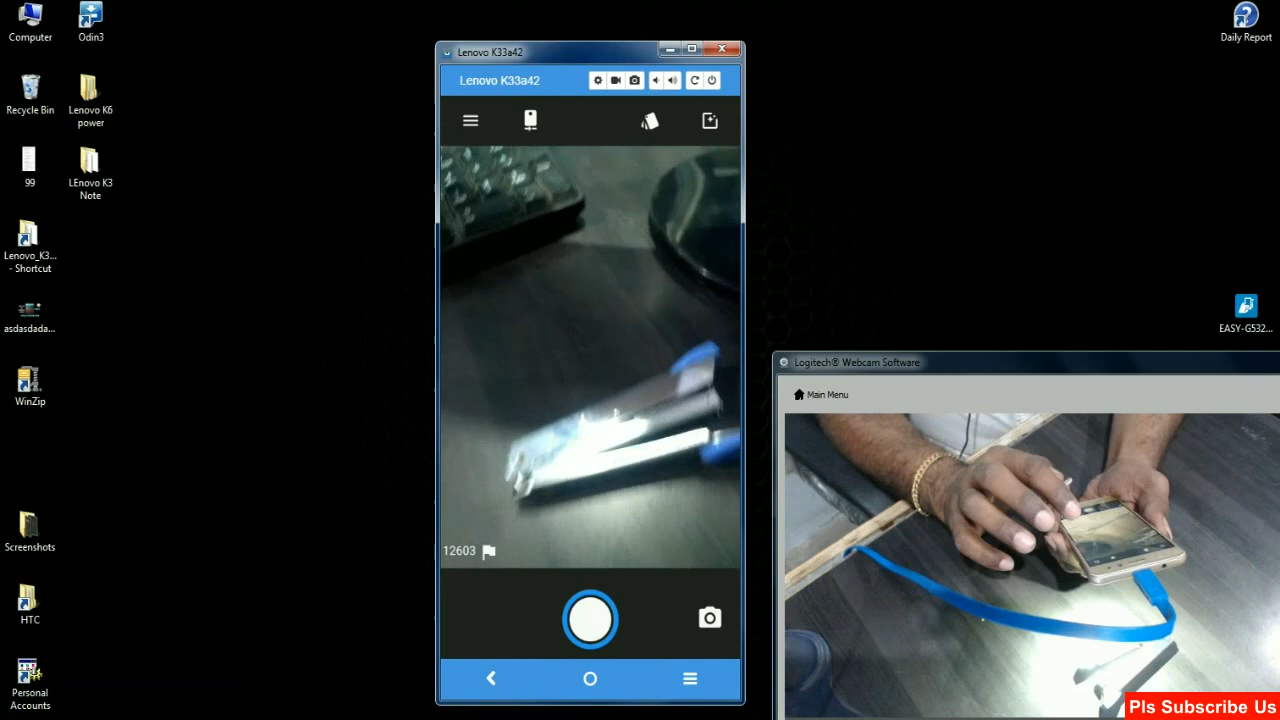 Computer
Odin3
Daily Report
Recycle Bin
Lenovo K6
power
99
LEnovo K3
Note
Lenovo_K3...
- Shortcut
asdasdada...
WinZip
Screenshots
HTC
Personal
Accounts
Lenovo K33a42
Lenovo K33a42
12603
EASY-G532...
Logitech® Webcam Software
Main Menu
Pls Subscribe Us